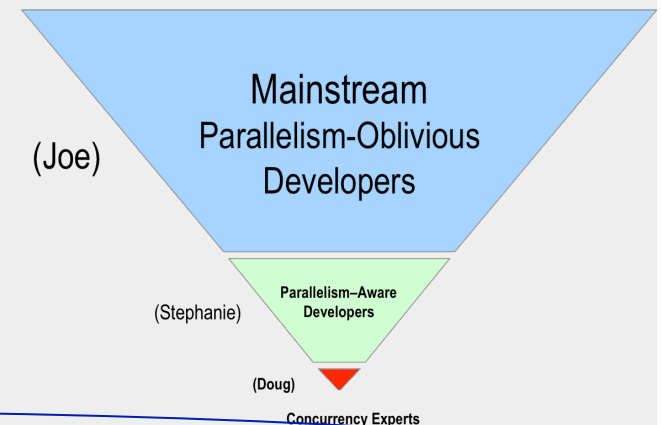 Mainstream
Parallelism-Oblivious
Developers
(Joe)
Parallelism–Aware
Developers
(Stephanie)
(Doug)
Concurrency Experts